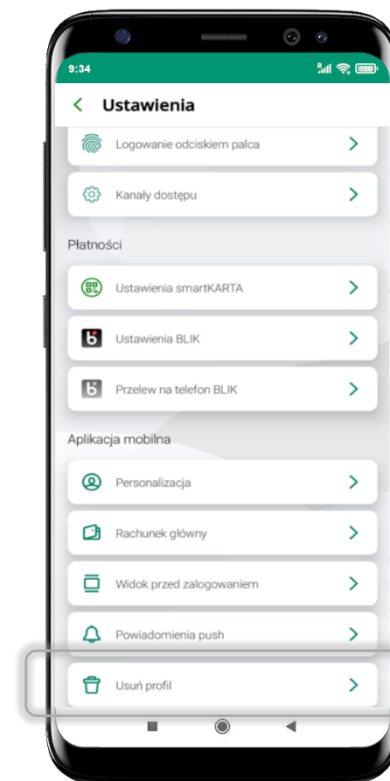 9:34
Ustawienia
Logowanie odciskiem palca
Kanały dostępu
Płatności
Ustawienia smartKARTA
Ustawienia BLIK
Przelew na telefon BLIK
Aplikacja mobilna
Personalizacja
Rachunek główny
Widok przed zalogowaniem
Powiadomienia push
Usuń profil